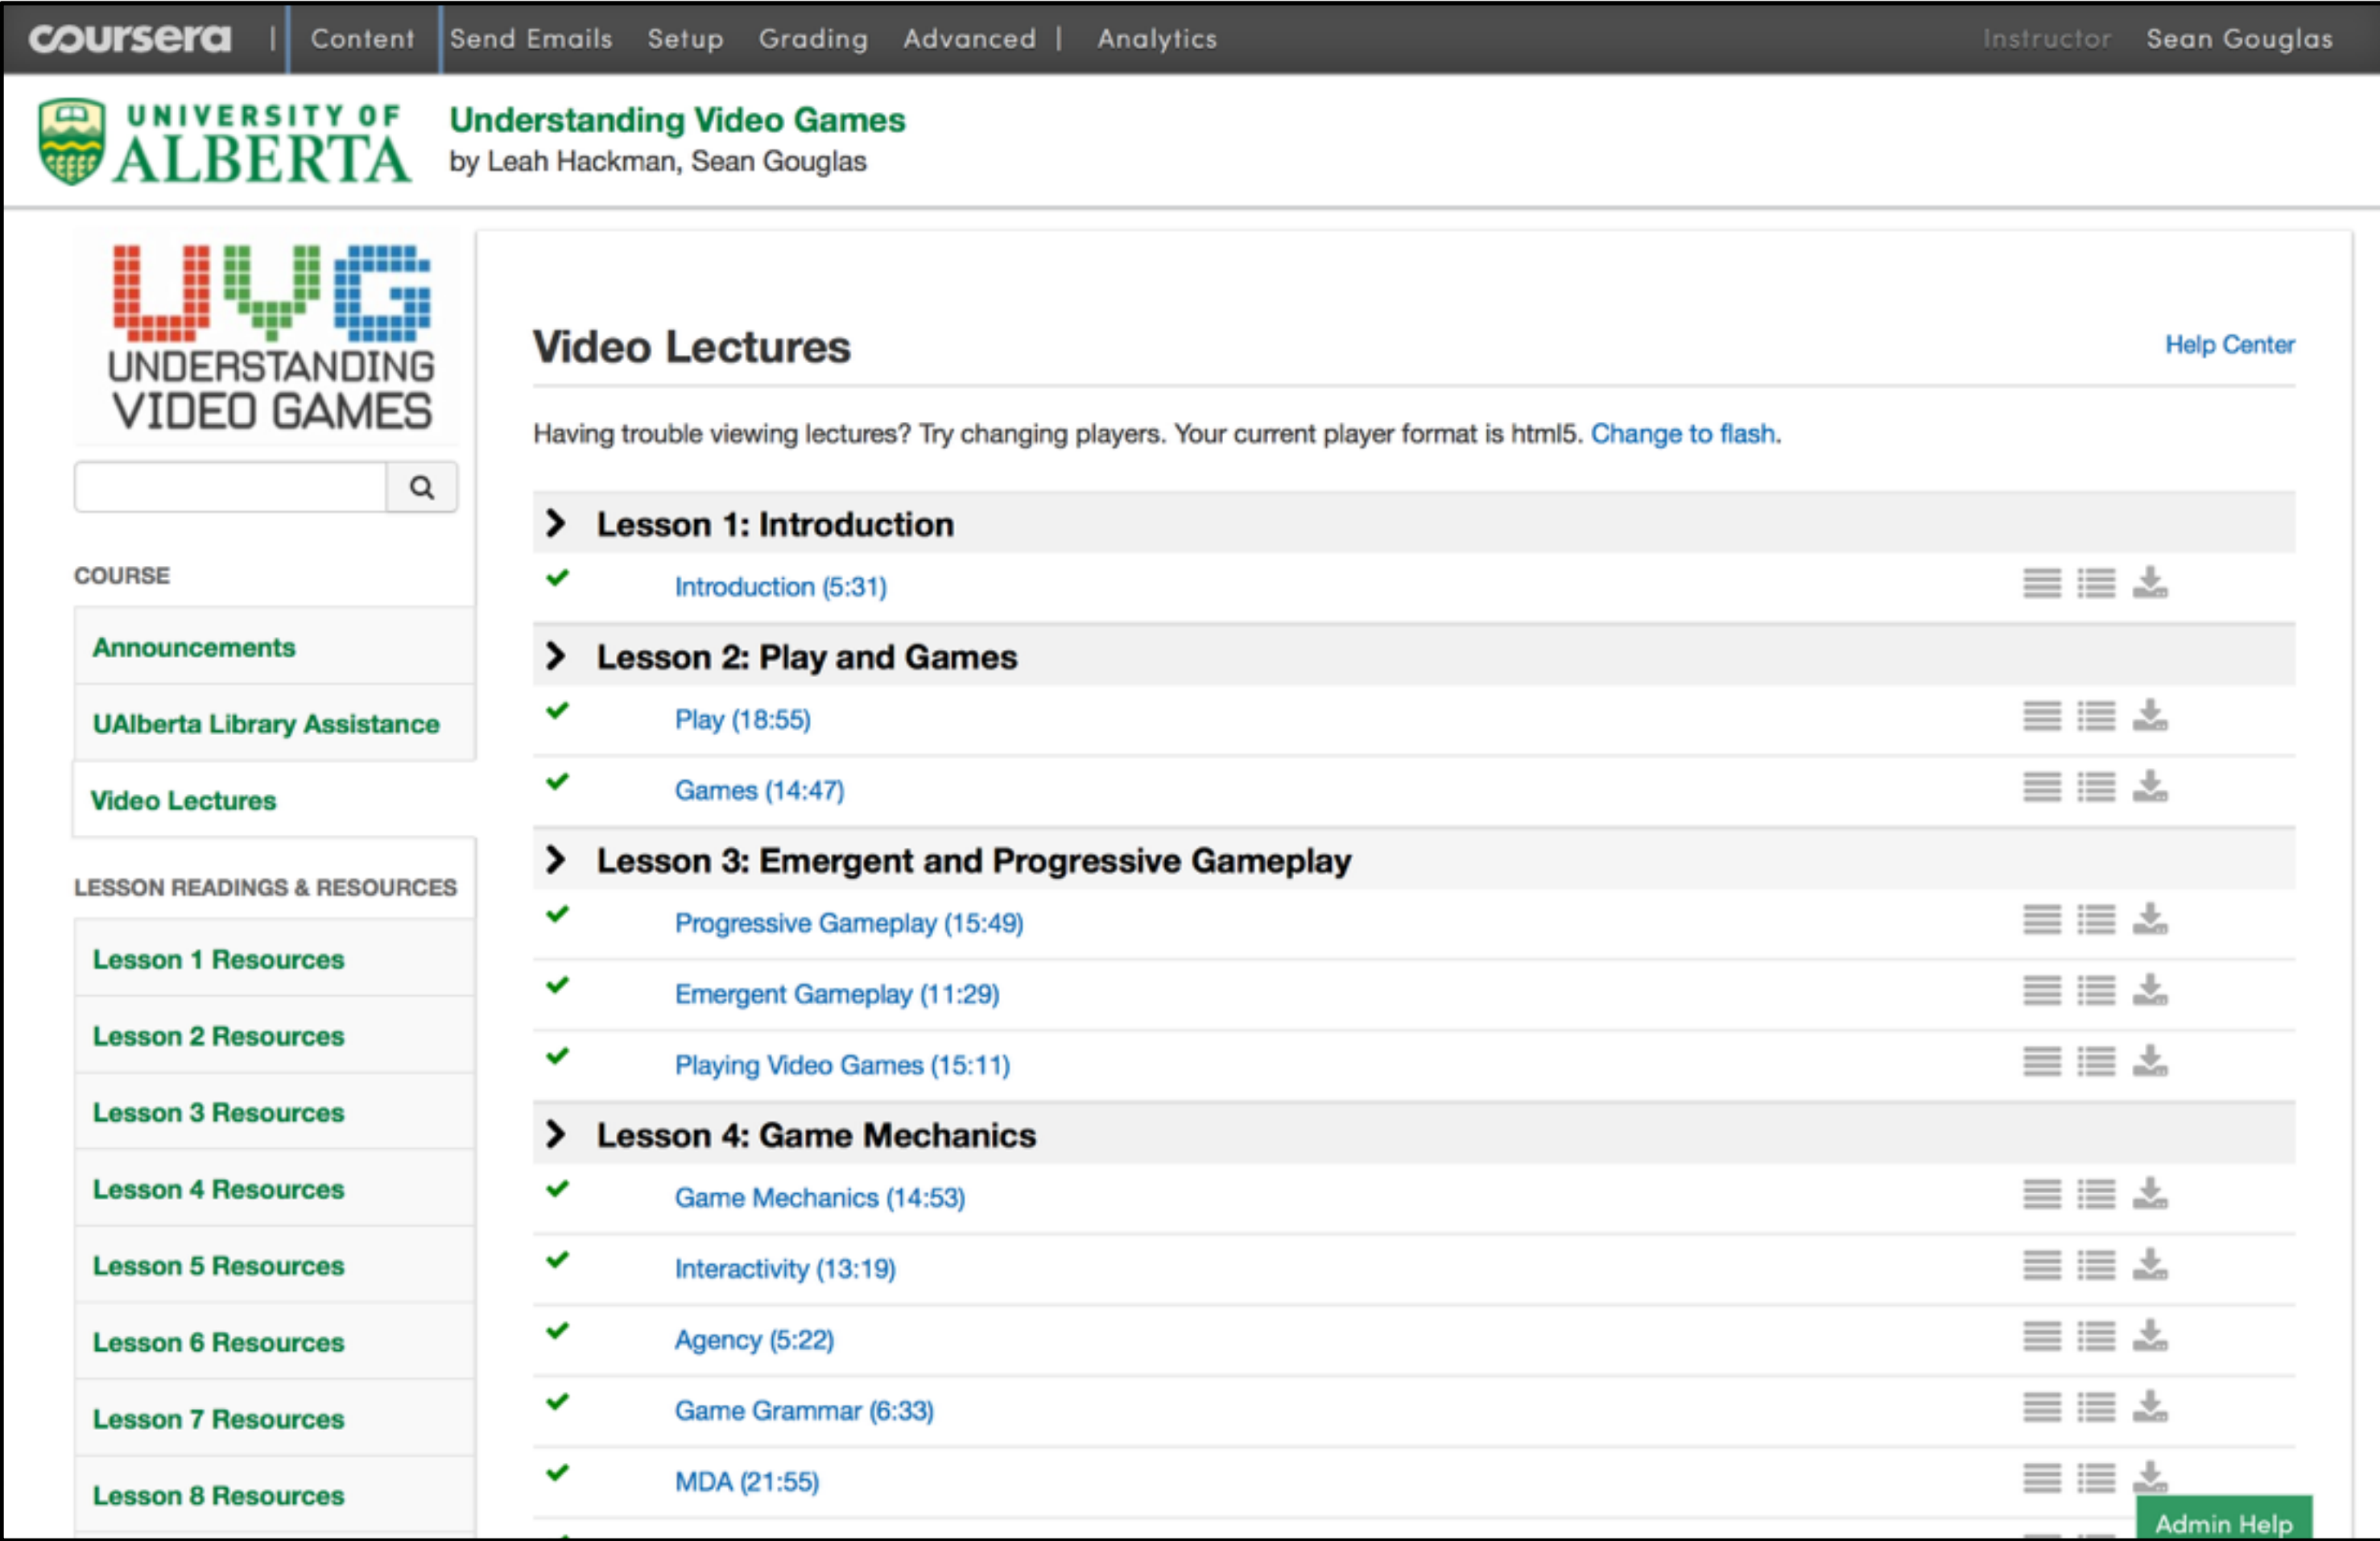 coursera | Content Send Emails Setup Grading Advanced | Analytics Instructor Sean Gouglas
UNIVERSITY OF
ALBERTA
Understanding Video Games
by Leah Hackman, Sean Gouglas
UVG
UNDERSTANDING
VIDEO GAMES
COURSE
Announcements
UAlberta Library Assistance
Video Lectures
LESSON READINGS & RESOURCES
Lesson 1 Resources
Lesson 2 Resources
Lesson 3 Resources
Lesson 4 Resources
Lesson 5 Resources
Lesson 6 Resources
Lesson 7 Resources
Lesson 8 Resources
Video Lectures
Help Center
Having trouble viewing lectures? Try changing players. Your current player format is html5. Change to flash.
Lesson 1: Introduction
Introduction (5:31)
Lesson 2: Play and Games
Play (18:55)
Games (14:47)
Lesson 3: Emergent and Progressive Gameplay
Progressive Gameplay (15:49)
Emergent Gameplay (11:29)
Playing Video Games (15:11)
Lesson 4: Game Mechanics
Game Mechanics (14:53)
Interactivity (13:19)
Agency (5:22)
Game Grammar (6:33)
MDA (21:55)
Admin Help